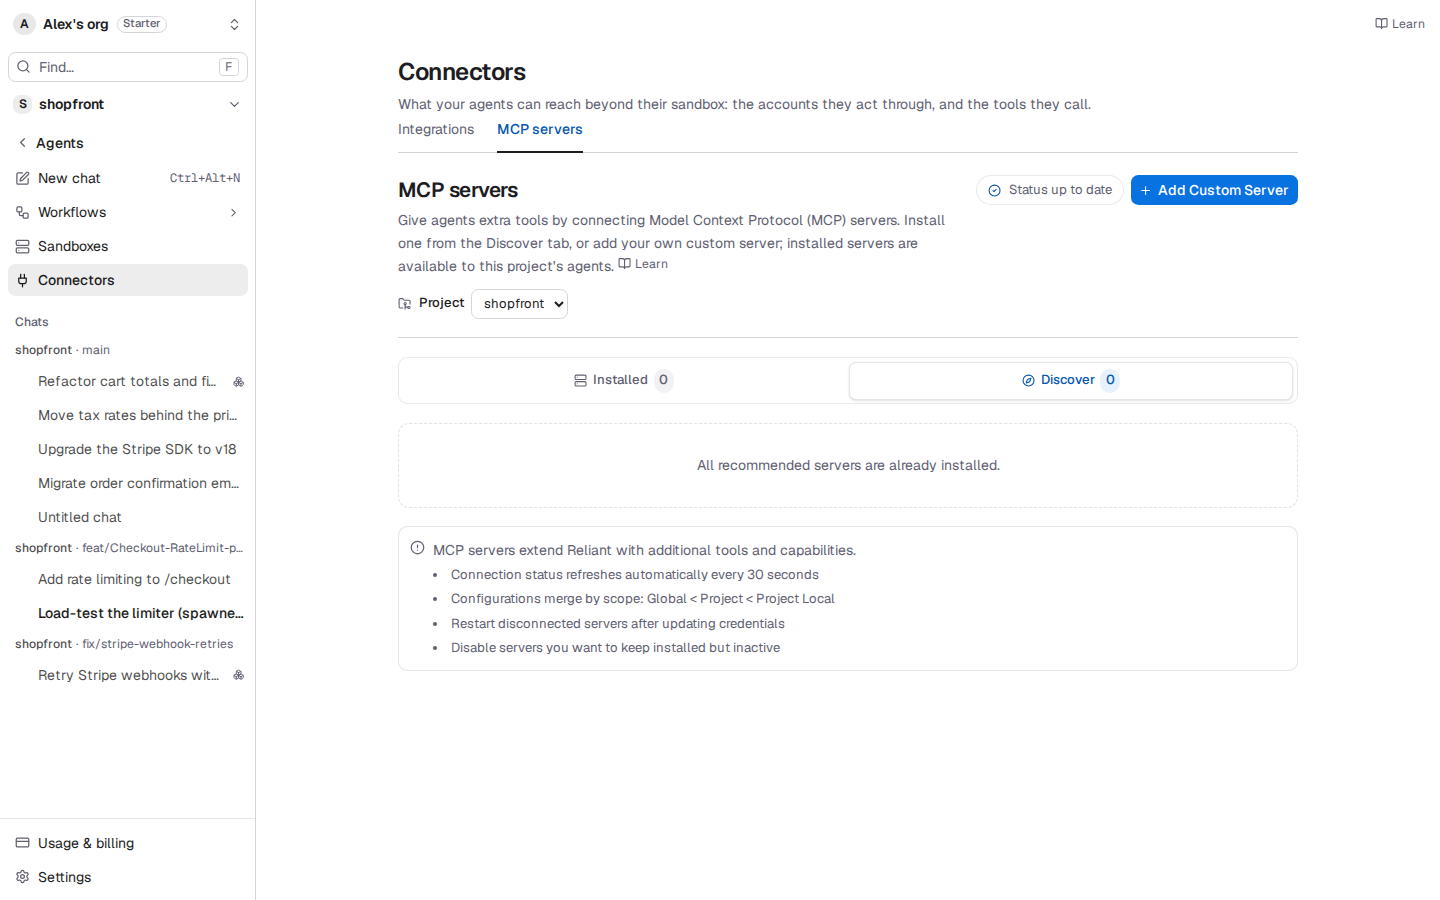 A Alex's org Starter
Find... F
S shopfront
Agents
New chat Ctrl+Alt+N
Workflows
Sandboxes
Connectors
Chats
shopfront · main
Refactor cart totals and fi...
Move tax rates behind the pri...
Upgrade the Stripe SDK to v18
Migrate order confirmation em...
Untitled chat
shopfront · feat/Checkout-RateLimit-p...
Add rate limiting to /checkout
Load-test the limiter (spawne...
shopfront · fix/stripe-webhook-retries
Retry Stripe webhooks wit...
Usage & billing
Settings
Learn
Connectors
What your agents can reach beyond their sandbox: the accounts they act through, and the tools they call.
Integrations MCP servers
MCP servers
Status up to date
+ Add Custom Server
Give agents extra tools by connecting Model Context Protocol (MCP) servers. Install
one from the Discover tab, or add your own custom server; installed servers are
available to this project's agents. Learn
Project shopfront
Installed 0
Discover 0
All recommended servers are already installed.
MCP servers extend Reliant with additional tools and capabilities.
• Connection status refreshes automatically every 30 seconds
• Configurations merge by scope: Global < Project < Project Local
• Restart disconnected servers after updating credentials
• Disable servers you want to keep installed but inactive